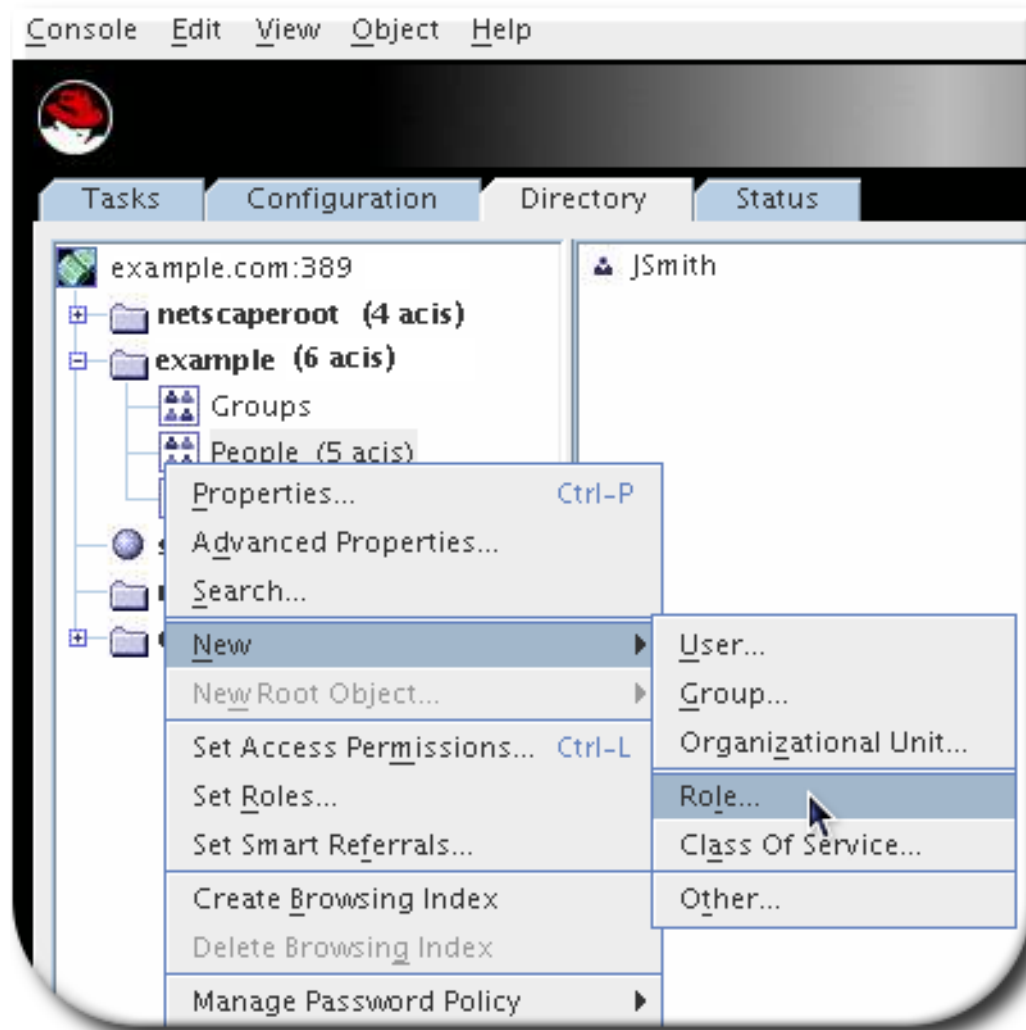 Console Edit View Object Help
Tasks Configuration Directory Status
example.com:389
JSmith
netscaperoot (4 acis)
example (6 acis)
Groups
People (5 acis)
Properties... Ctrl-P
Advanced Properties...
Search...
New
User...
New Root Object...
Group...
Set Access Permissions... Ctrl-L
Organizational Unit...
Set Roles...
Role...
Set Smart Referrals...
Class Of Service...
Create Browsing Index
Other...
Delete Browsing Index
Manage Password Policy